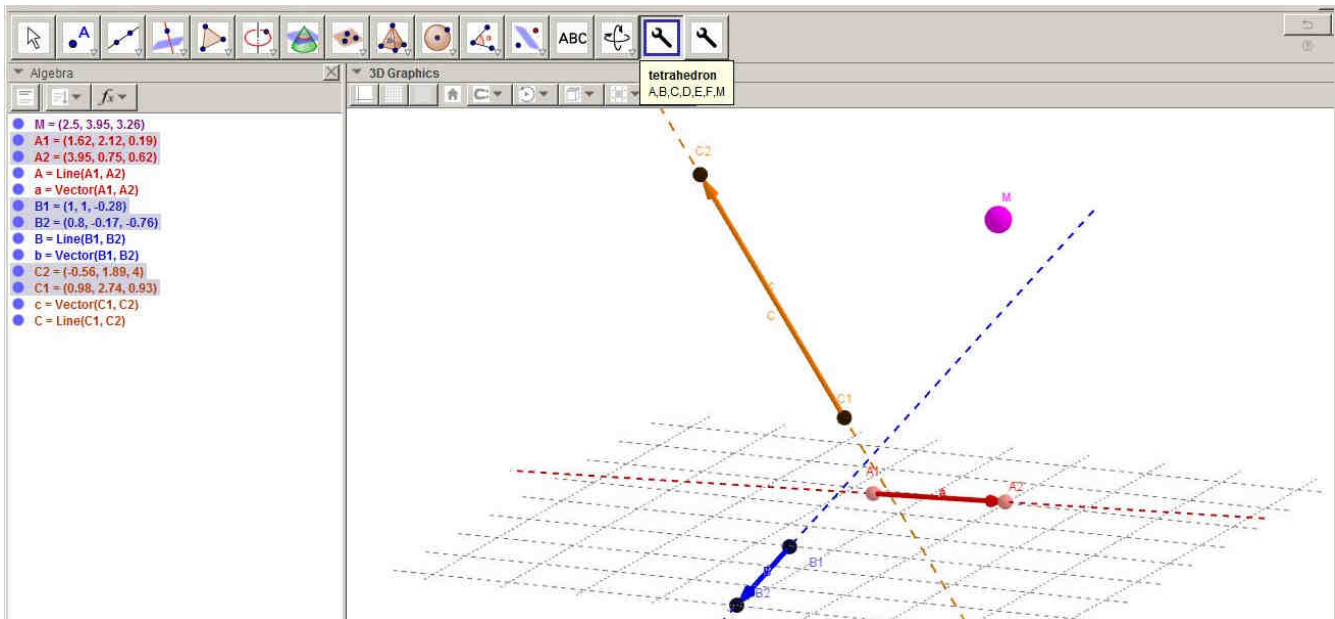 ABC
tetrahedron
A,B,C,D,E,F,M
Algebra
3D Graphics
M = (2.5, 3.95, 3.26)
A1 = (1.62, 2.12, 0.19)
A2 = (3.95, 0.75, 0.62)
A = Line(A1, A2)
a = Vector(A1, A2)
B1 = (1, 1, -0.28)
B2 = (0.8, -0.17, -0.76)
B = Line(B1, B2)
b = Vector(B1, B2)
C2 = (-0.56, 1.89, 4)
C1 = (0.98, 2.74, 0.93)
c = Vector(C1, C2)
C = Line(C1, C2)
C2
M
c
C
C1
A1
a
A2
B1
B2